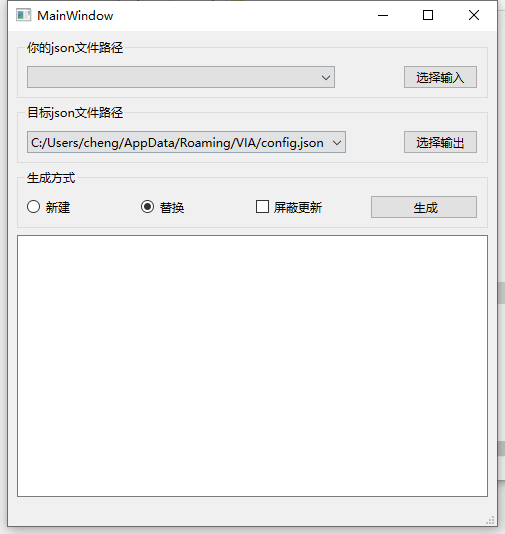 MainWindow
你的json文件路径
选择输入
目标json文件路径
C:/Users/cheng/AppData/Roaming/VIA/config.json
选择输出
生成方式
新建 替换 屏蔽更新 生成